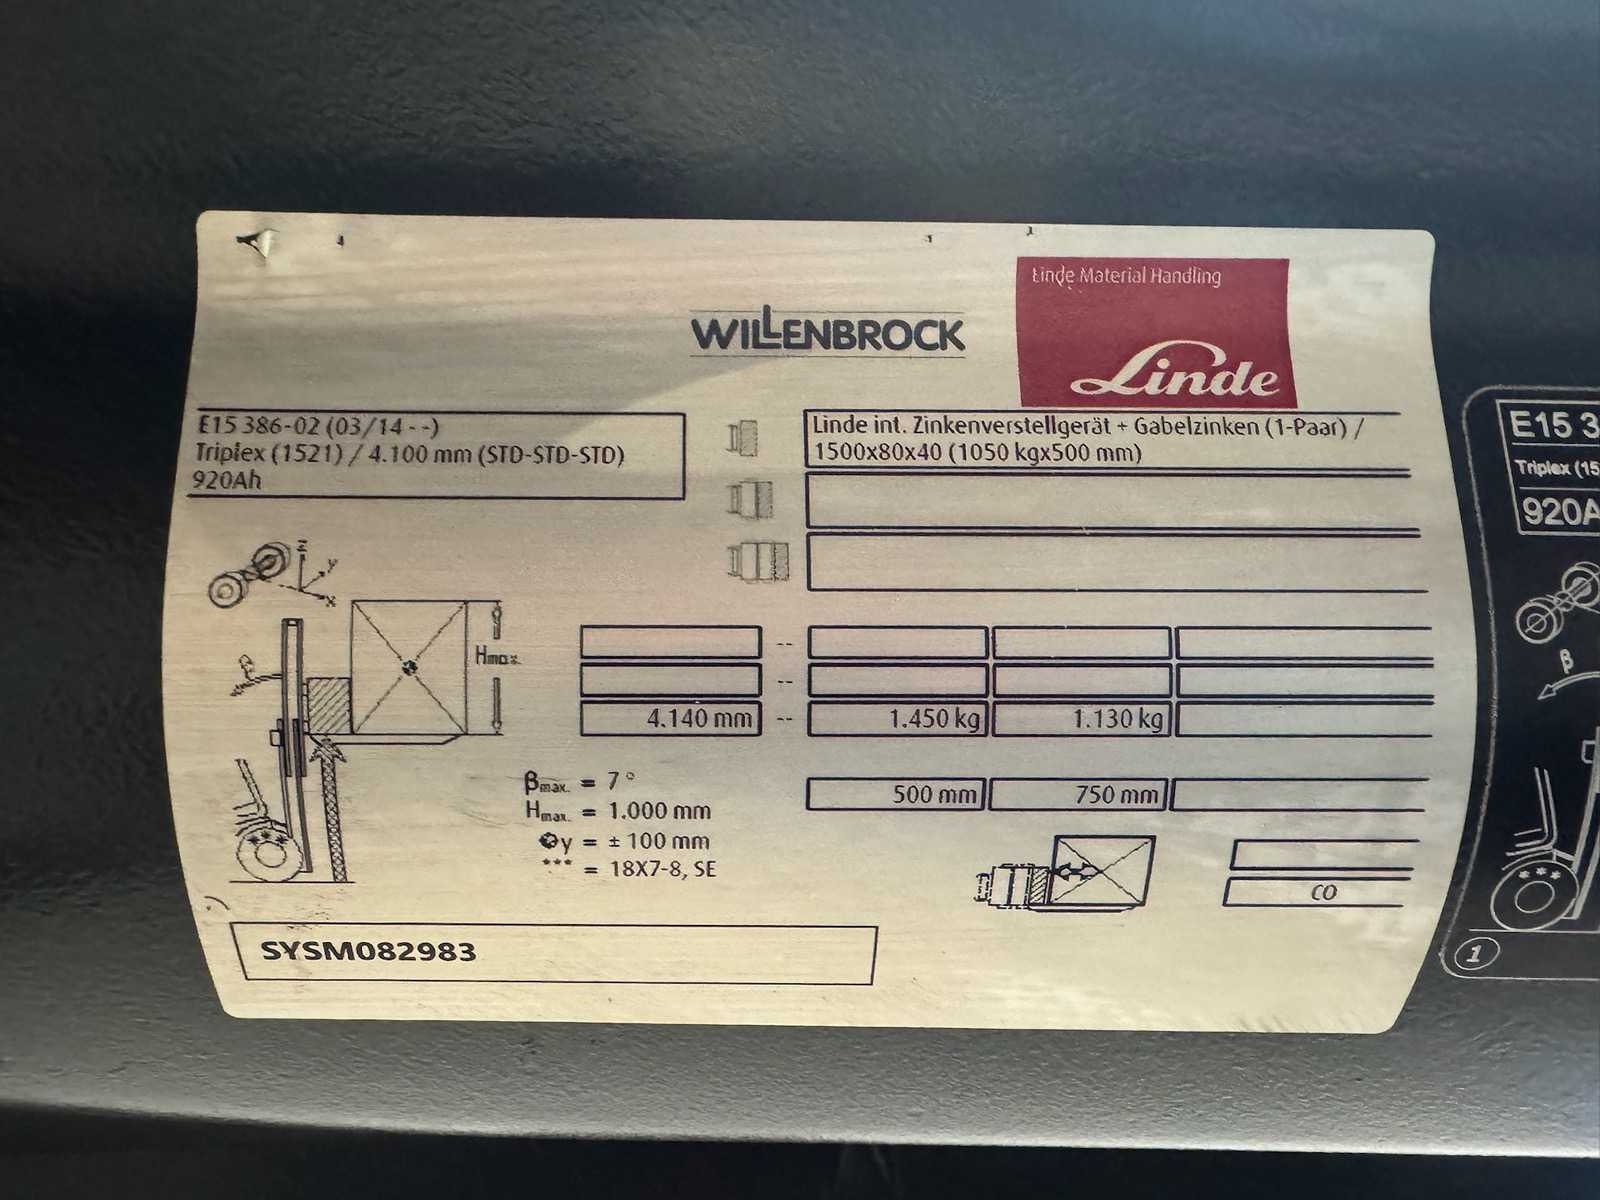 Linde Material Handling
WILLENBROCK
Linde
E15 386-02 (03/14 - -)
Triplex (1521) / 4.100 mm (STD-STD-STD)
920Ah
Linde int. Zinkenverstellgerät + Gabelzinken (1-Paar) /
1500x80x40 (1050 kgx500 mm)
z
y
x
β
Hmax.
--
--
4.140 mm -- 1.450 kg 1.130 kg
500 mm 750 mm
βmax. = 7°
Hmax. = 1.000 mm
y = ± 100 mm
*** = 18X7-8, SE
***
CO
SYSM082983
E15 3
Triplex (15
920A
β
***
1